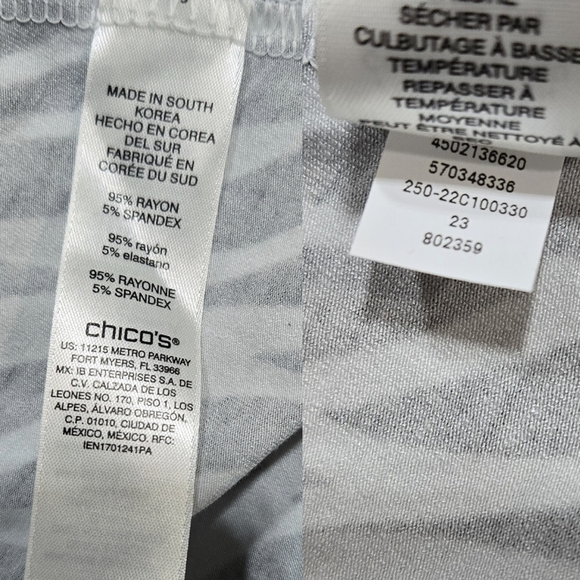 MADE IN SOUTH
KOREA
HECHO EN COREA
DEL SUR
FABRIQUÉ EN
CORÉE DU SUD
95% RAYON
5% SPANDEX
95% rayón
5% elastano
95% RAYONNE
5% SPANDEX
chico's®
US: 11215 METRO PARKWAY
FORT MYERS, FL 33966
MX: IB ENTERPRISES S.A. DE
C.V. CALZADA DE LOS
LEONES NO. 170, PISO 1, LOS
ALPES, ÁLVARO OBREGÓN,
C.P. 01010, CIUDAD DE
MÉXICO, MÉXICO. RFC:
IEN1701241PA
SÉCHER PAR
CULBUTAGE À BASSE
TEMPÉRATURE
REPASSER À
TEMPÉRATURE
MOYENNE
PEUT ÊTRE NETTOYÉ À
4502136620
570348336
250-22C100330
23
802359